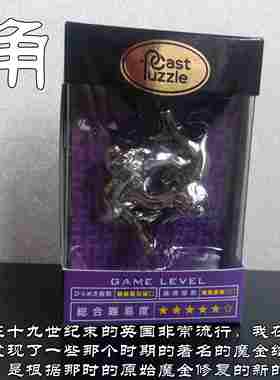 角
Cast
Puzzle
GAME LEVEL
総合難易度 ★★★★★☆
十九世纪末的英国非常流行，我在
发现了一些那个时期的著名的魔金
是根据那时的原始魔金修复的新的